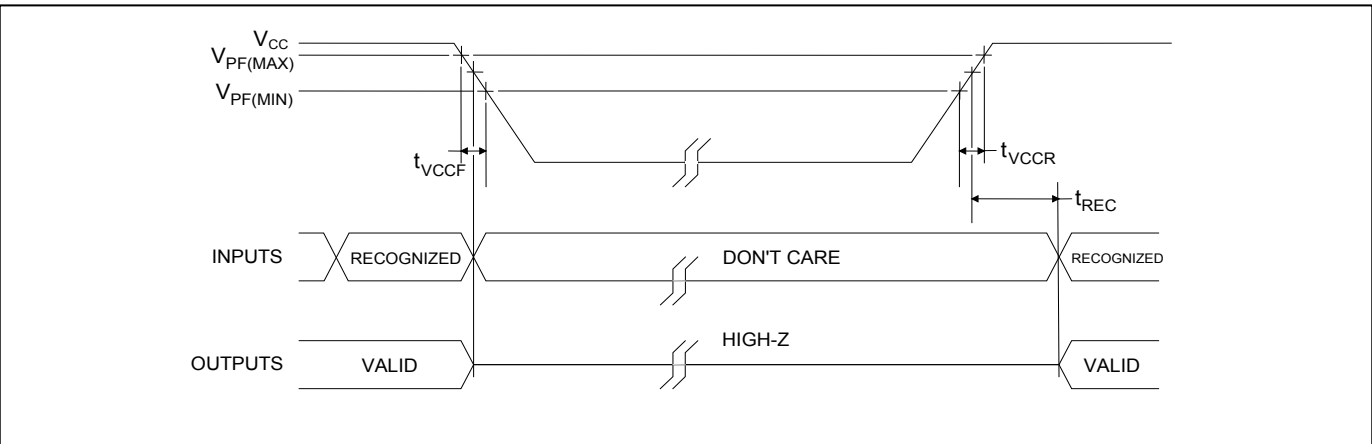 VCC
VPF(MAX)
VPF(MIN)
tVCCF
tVCCR
tREC
INPUTS RECOGNIZED DON'T CARE RECOGNIZED
HIGH-Z
OUTPUTS VALID VALID